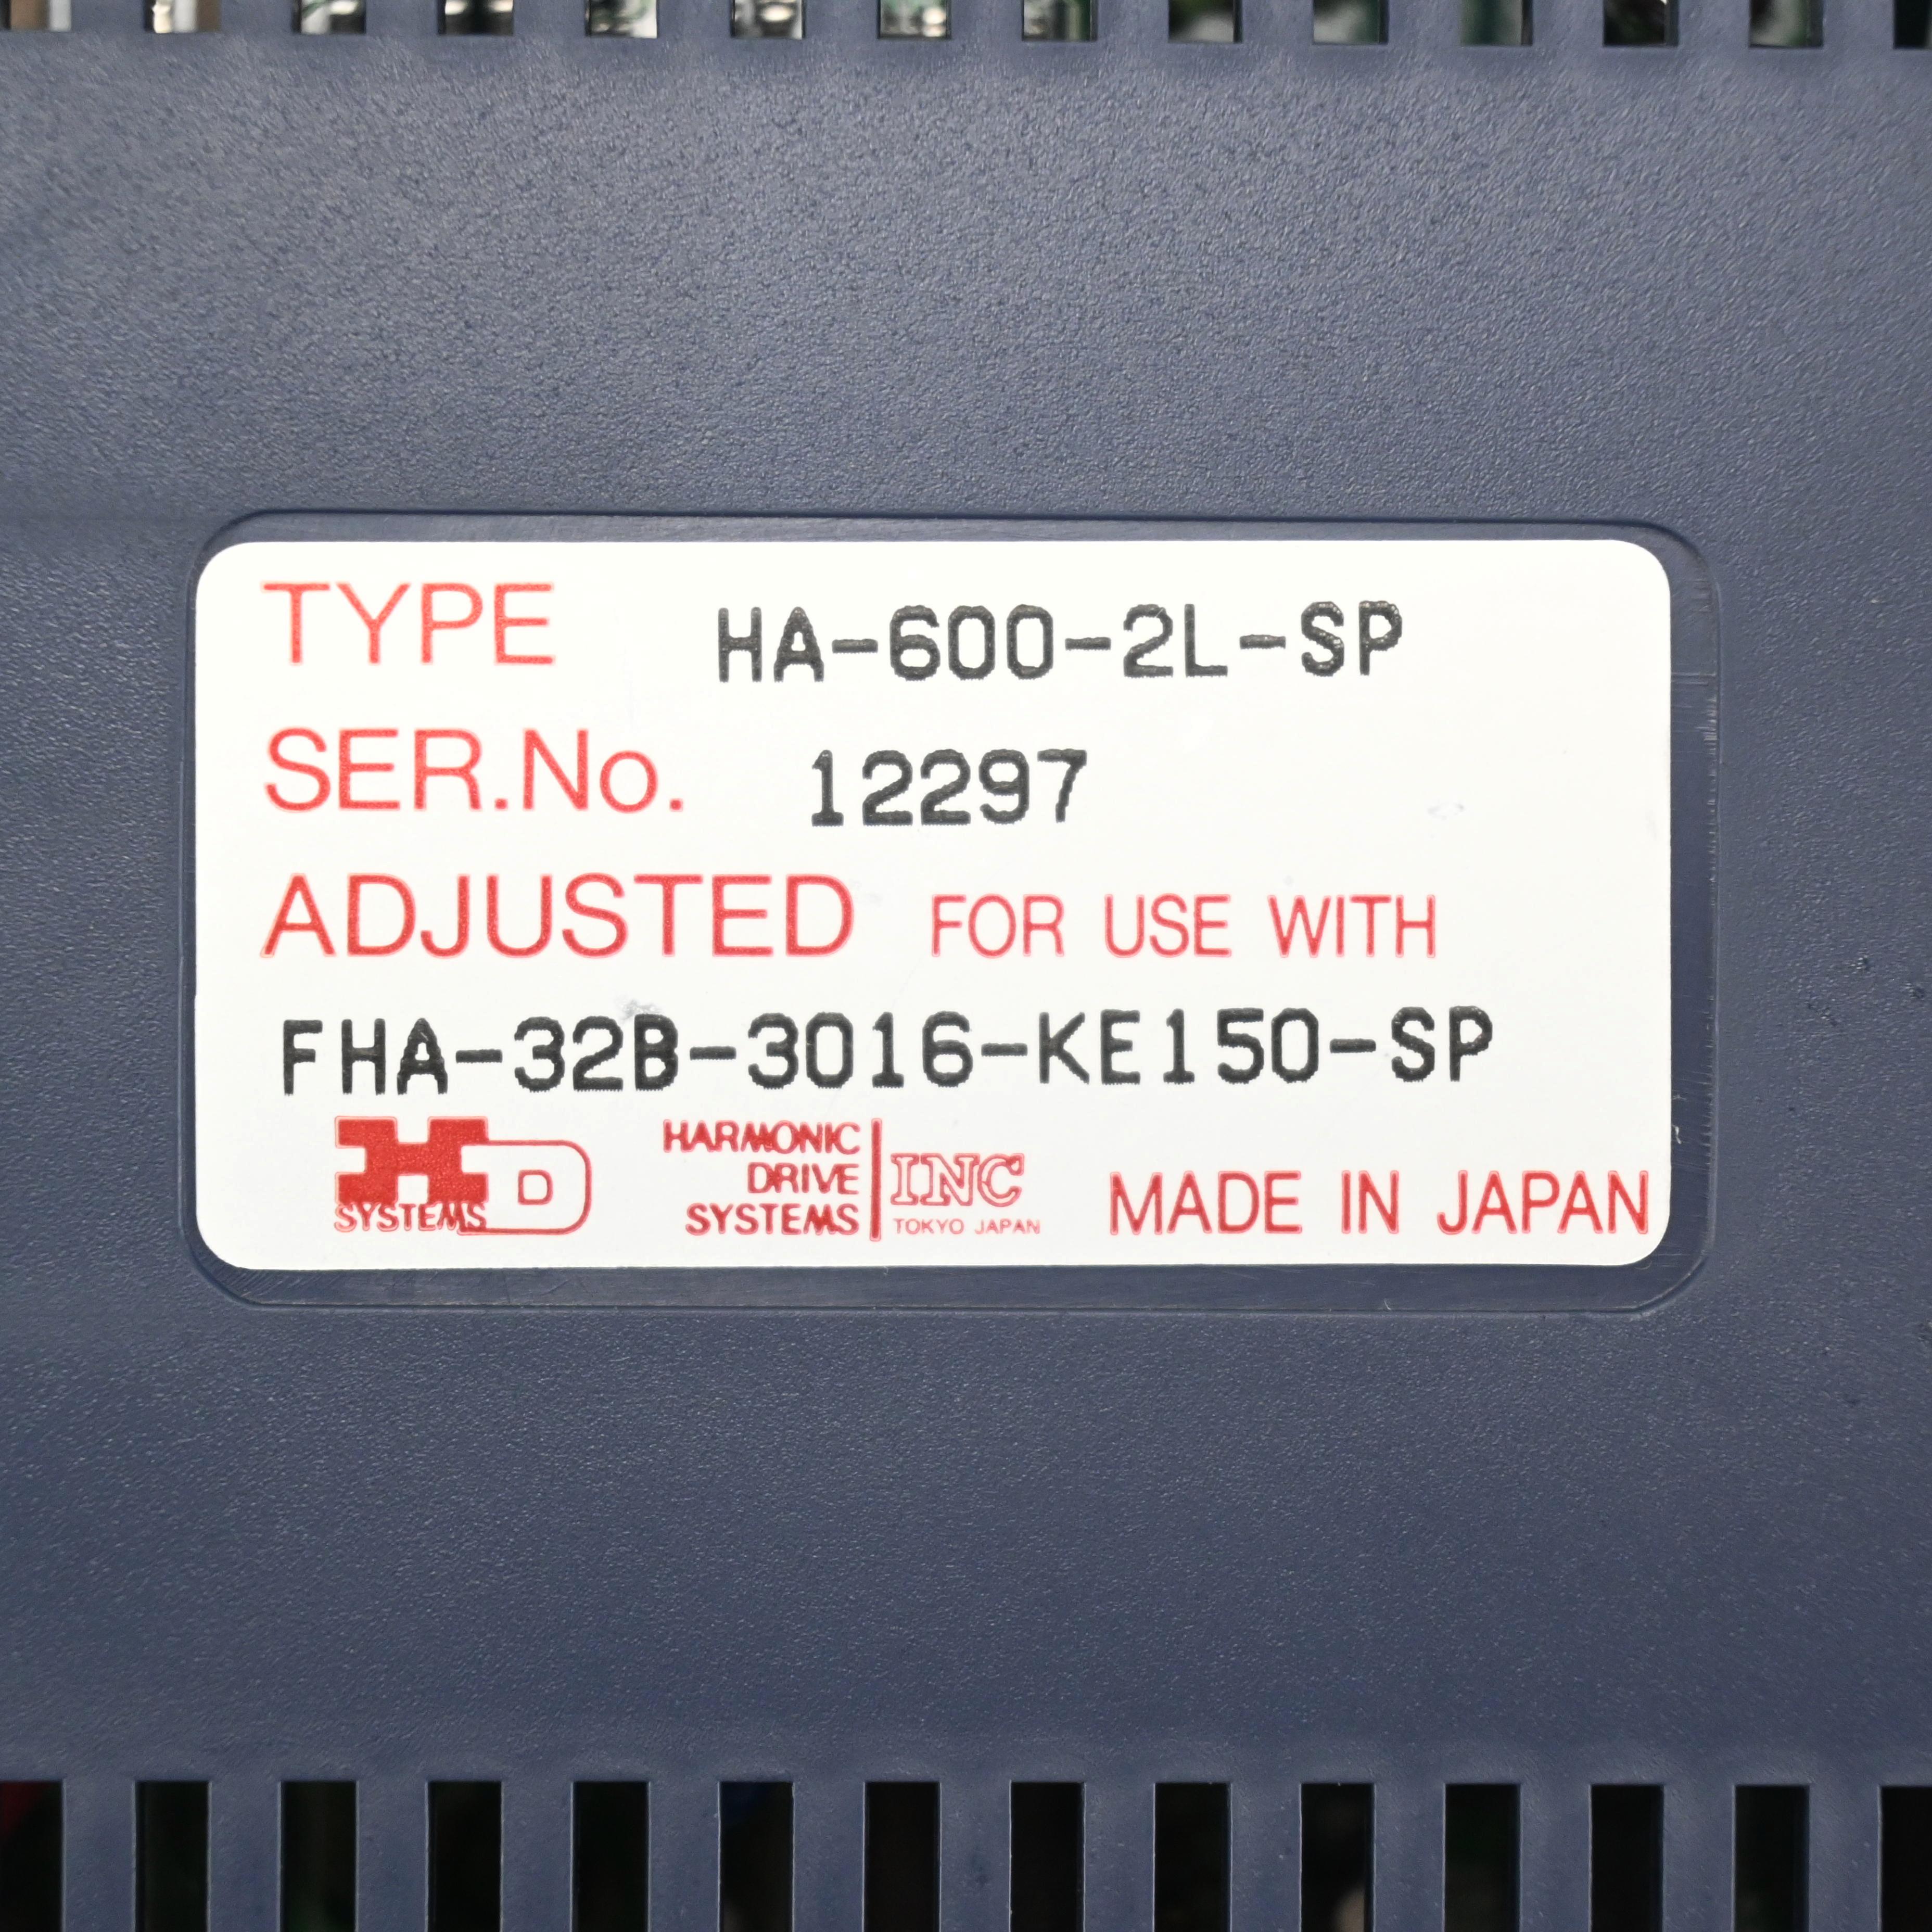 TYPE HA-600-2L-SP
SER.No. 12297
ADJUSTED FOR USE WITH
FHA-32B-3016-KE150-SP
HD SYSTEMS
HARMONIC DRIVE SYSTEMS INC TOKYO JAPAN
MADE IN JAPAN